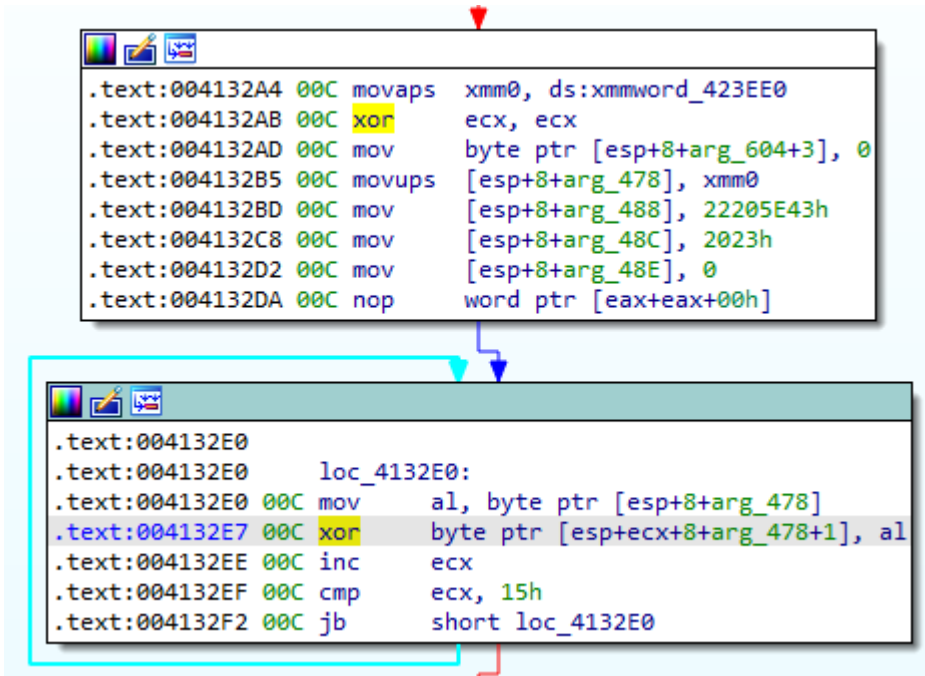 .text:004132A4 00C movaps xmm0, ds:xmmword_423EE0
.text:004132AB 00C xor ecx, ecx
.text:004132AD 00C mov byte ptr [esp+8+arg_604+3], 0
.text:004132B5 00C movups [esp+8+arg_478], xmm0
.text:004132BD 00C mov [esp+8+arg_488], 22205E43h
.text:004132C8 00C mov [esp+8+arg_48C], 2023h
.text:004132D2 00C mov [esp+8+arg_48E], 0
.text:004132DA 00C nop word ptr [eax+eax+00h]
.text:004132E0
.text:004132E0 loc_4132E0:
.text:004132E0 00C mov al, byte ptr [esp+8+arg_478]
.text:004132E7 00C xor byte ptr [esp+ecx+8+arg_478+1], al
.text:004132EE 00C inc ecx
.text:004132EF 00C cmp ecx, 15h
.text:004132F2 00C jb short loc_4132E0